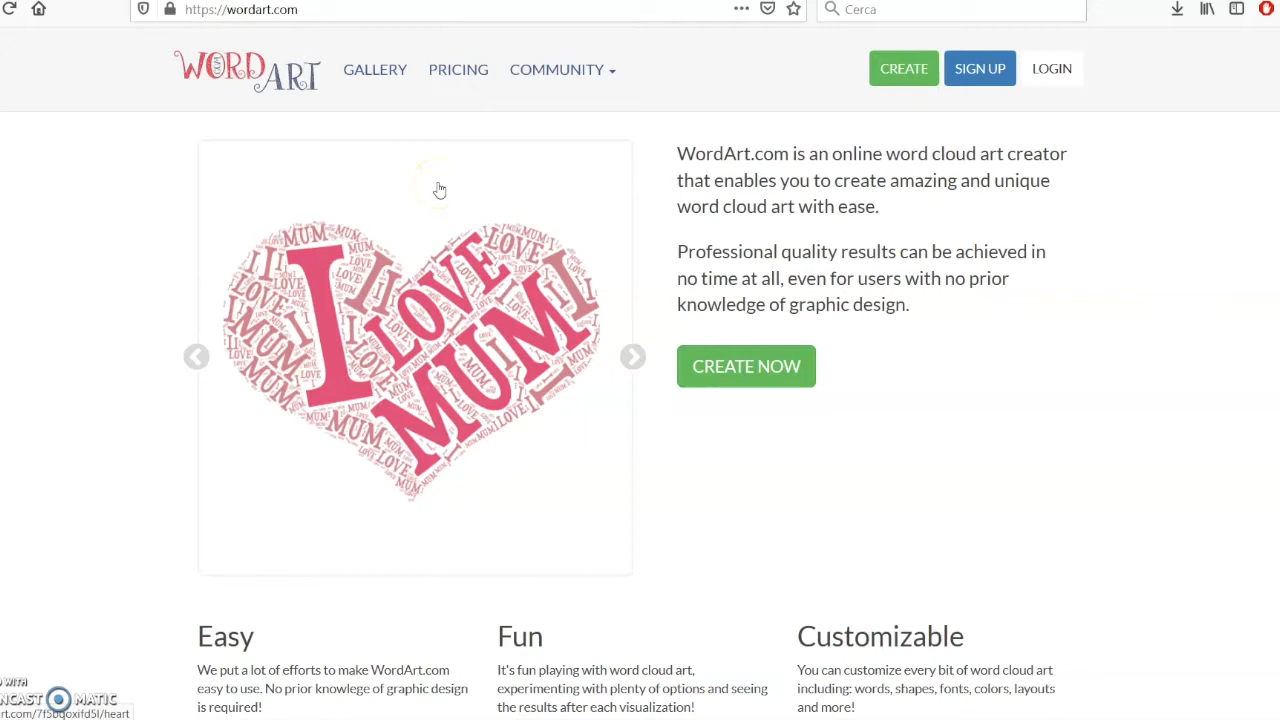 https://wordart.com
Cerca
WORD ART
.COM
GALLERY PRICING COMMUNITY
CREATE SIGN UP LOGIN
WordArt.com is an online word cloud art creator
that enables you to create amazing and unique
word cloud art with ease.
Professional quality results can be achieved in
no time at all, even for users with no prior
knowledge of graphic design.
CREATE NOW
I LOVE MUM
Easy
We put a lot of efforts to make WordArt.com
easy to use. No prior knowlege of graphic design
is required!
Fun
It's fun playing with word cloud art,
experimenting with plenty of options and seeing
the results after each visualization!
Customizable
You can customize every bit of word cloud art
including: words, shapes, fonts, colors, layouts
and more!
WITH
NCAST MATIC